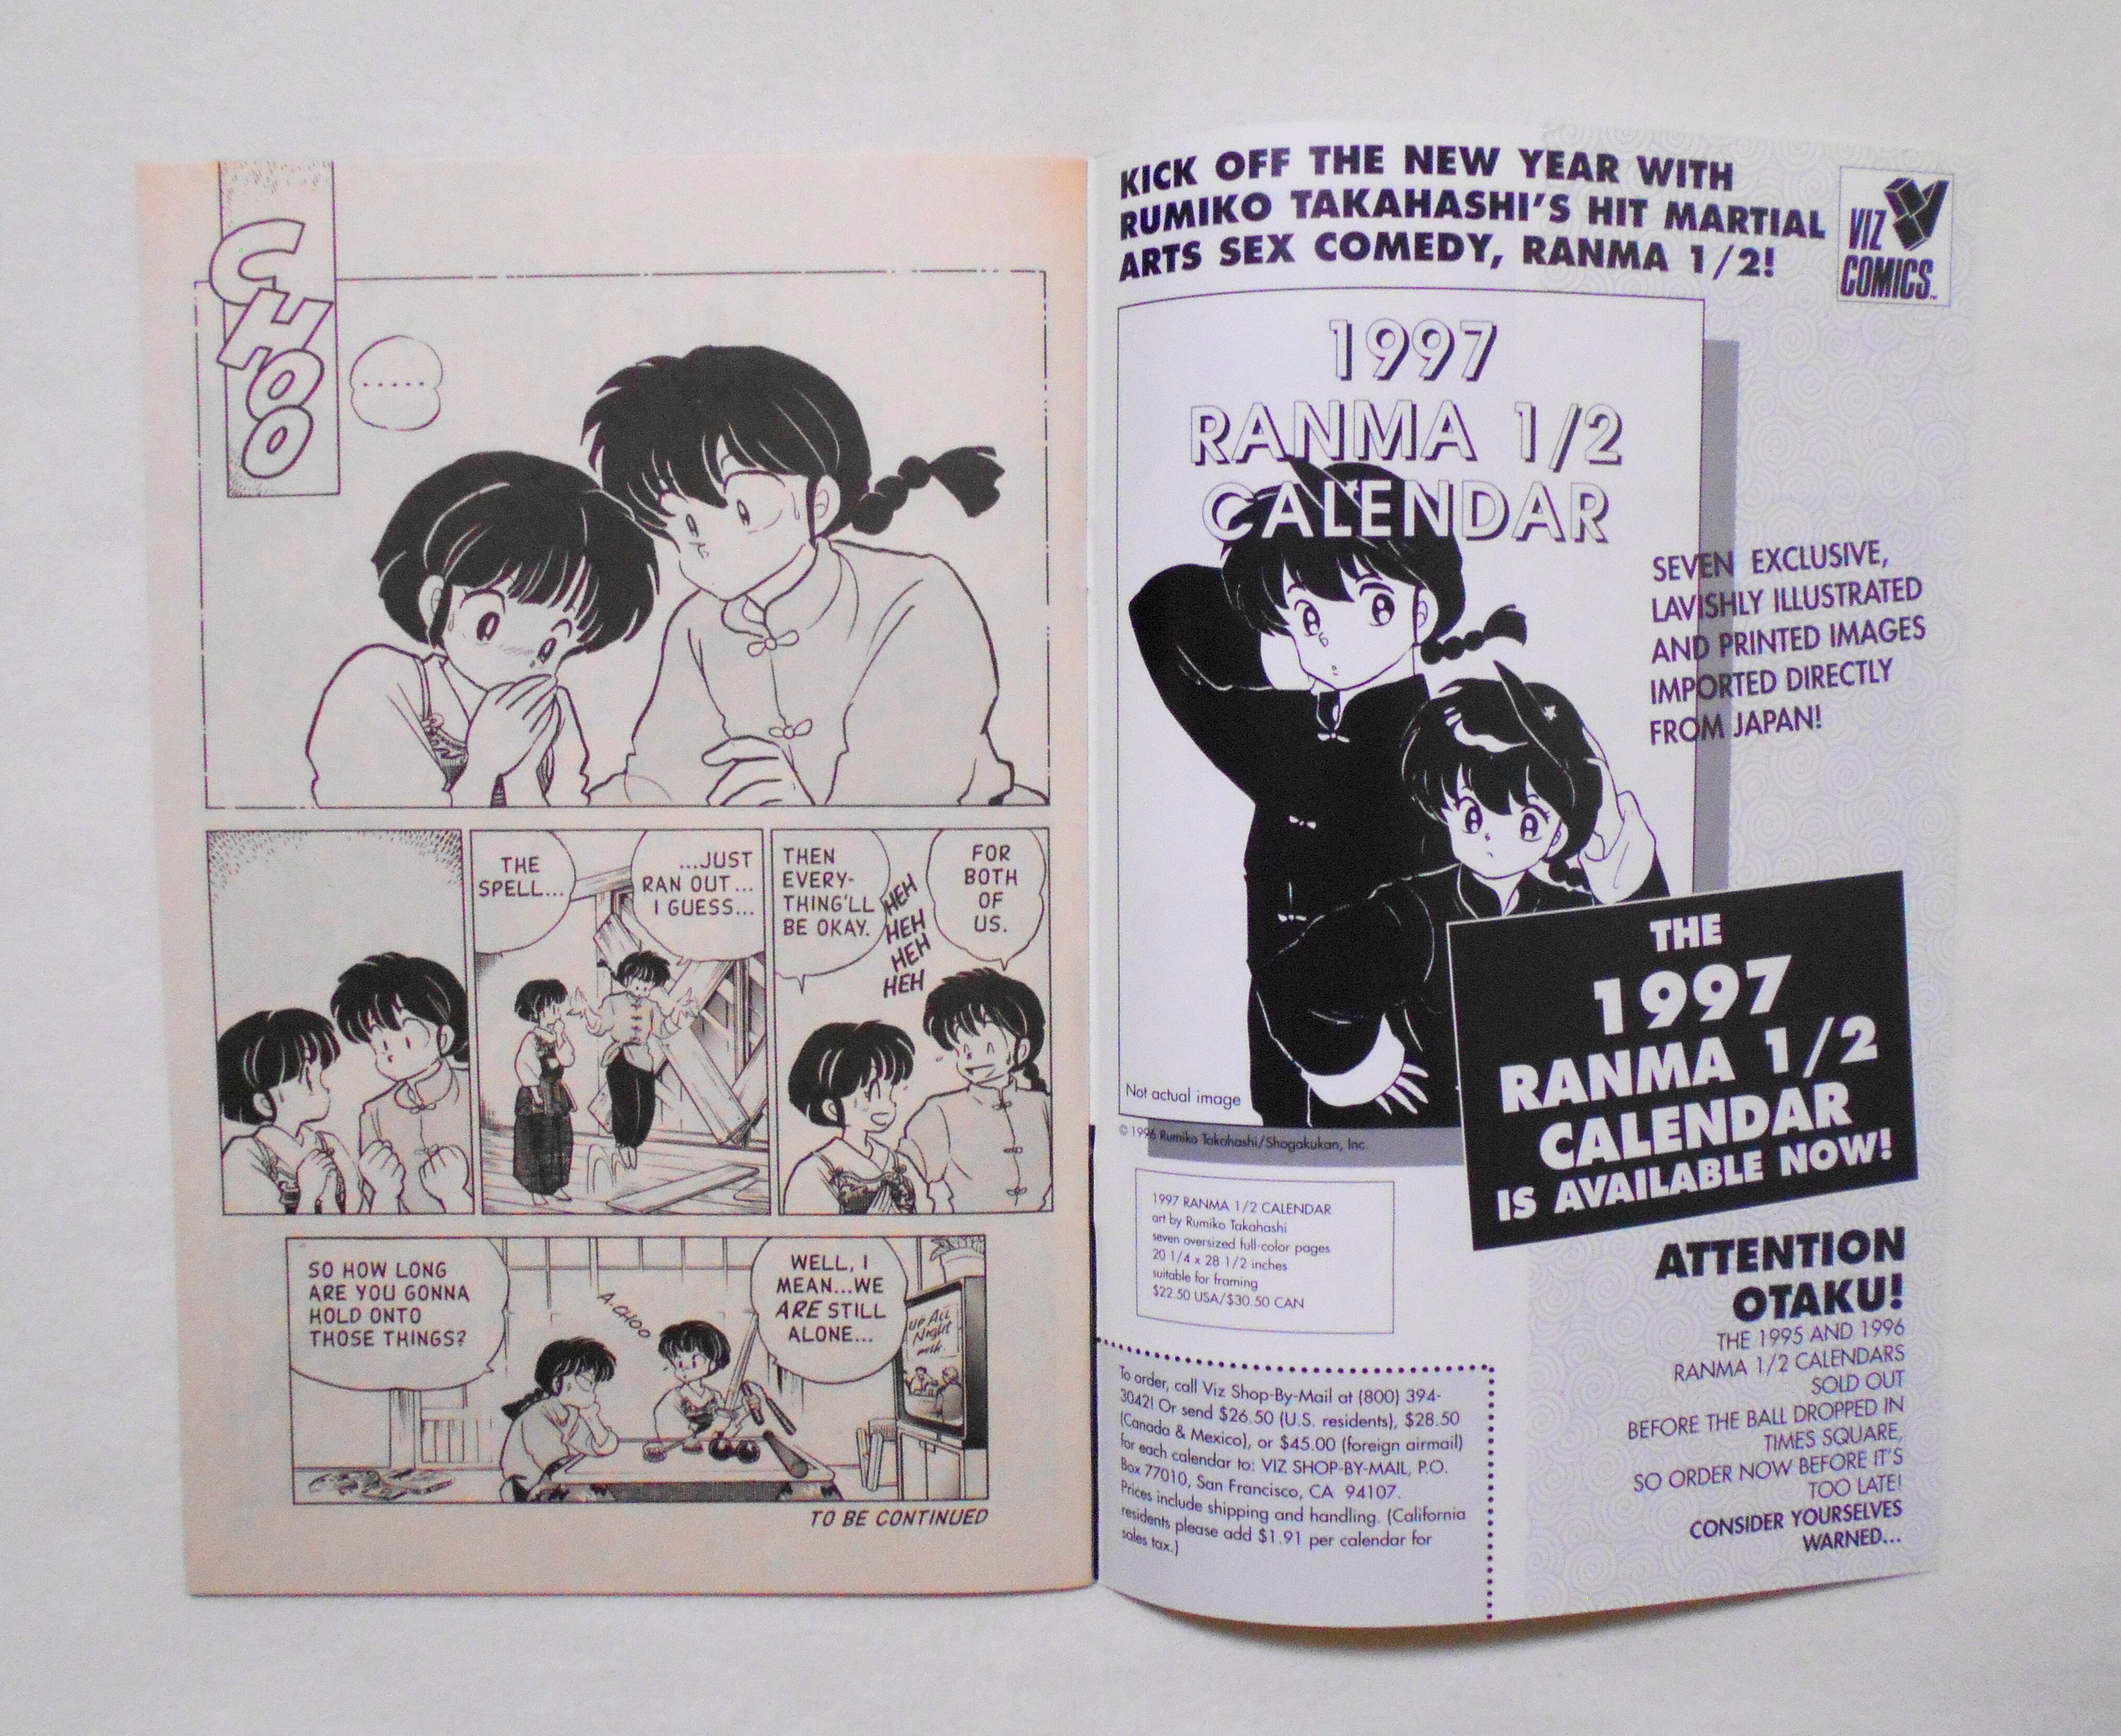 CHOO
.....
THE
SPELL...
...JUST
RAN OUT...
I GUESS...
THEN
EVERY-
THING'LL
BE OKAY.
HEH
HEH
HEH
HEH
FOR
BOTH
OF
US.
SO HOW LONG
ARE YOU GONNA
HOLD ONTO
THOSE THINGS?
A-CHOO
WELL, I
MEAN...WE
ARE STILL
ALONE...
UP All
Night
TO BE CONTINUED
KICK OFF THE NEW YEAR WITH
RUMIKO TAKAHASHI'S HIT MARTIAL
ARTS SEX COMEDY, RANMA 1/2!
VIZ
COMICS™
1997
RANMA 1/2
CALENDAR
SEVEN EXCLUSIVE,
LAVISHLY ILLUSTRATED
AND PRINTED IMAGES
IMPORTED DIRECTLY
FROM JAPAN!
Not actual image
© 1996 Rumiko Takahashi/Shogakukan, Inc.
THE
1997
RANMA 1/2
CALENDAR
IS AVAILABLE NOW!
1997 RANMA 1/2 CALENDAR
art by Rumiko Takahashi
seven oversized full-color pages
20 1/4 x 28 1/2 inches
suitable for framing
$22.50 USA/$30.50 CAN
To order, call Viz Shop-By-Mail at (800) 394-
3042! Or send $26.50 (U.S. residents), $28.50
(Canada & Mexico), or $45.00 (foreign airmail)
for each calendar to: VIZ SHOP-BY-MAIL, P.O.
Box 77010, San Francisco, CA 94107.
Prices include shipping and handling. (California
residents please add $1.91 per calendar for
sales tax.)
ATTENTION
OTAKU!
THE 1995 AND 1996
RANMA 1/2 CALENDARS
SOLD OUT
BEFORE THE BALL DROPPED IN
TIMES SQUARE,
SO ORDER NOW BEFORE IT'S
TOO LATE!
CONSIDER YOURSELVES
WARNED...